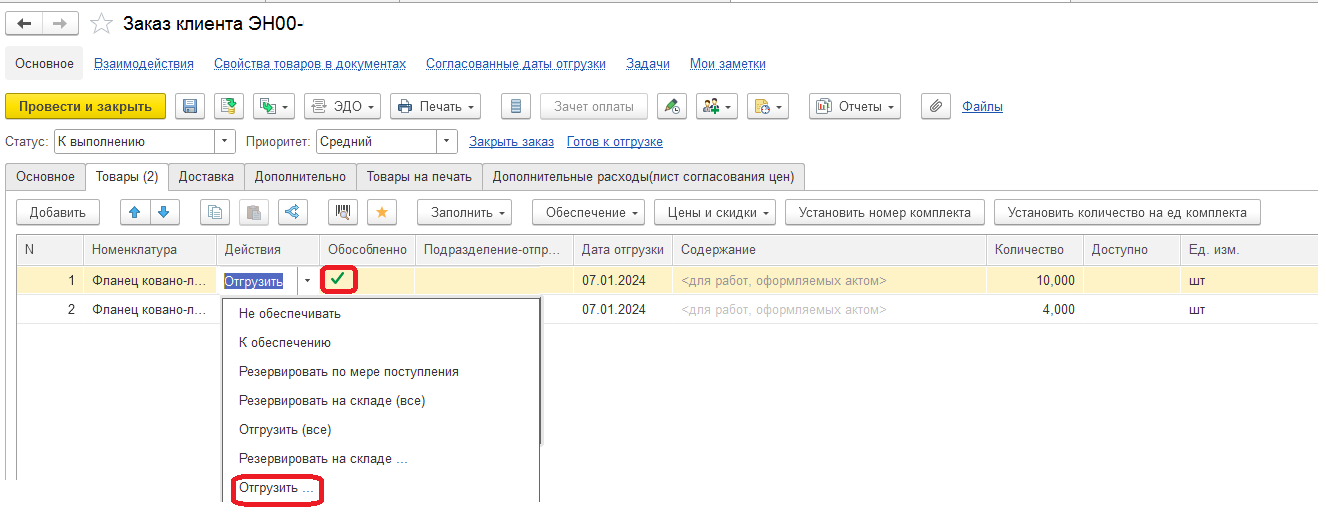 Заказ клиента ЭН00-
Основное Взаимодействия Свойства товаров в документах Согласованные даты отгрузки Задачи Мои заметки
Провести и закрыть ЭДО Печать Зачет оплаты Отчеты Файлы
Статус: К выполнению Приоритет: Средний Закрыть заказ Готов к отгрузке
Основное Товары (2) Доставка Дополнительно Товары на печать Дополнительные расходы(лист согласования цен)
Добавить Заполнить Обеспечение Цены и скидки Установить номер комплекта Установить количество на ед комплекта
N Номенклатура Действия Обособленно Подразделение-отпр... Дата отгрузки Содержание Количество Доступно Ед. изм.
1 Фланец ковано-л... Отгрузить 07.01.2024 <для работ, оформляемых актом> 10,000 шт
2 Фланец ковано-л... 07.01.2024 <для работ, оформляемых актом> 4,000 шт
Не обеспечивать
К обеспечению
Резервировать по мере поступления
Резервировать на складе (все)
Отгрузить (все)
Резервировать на складе ...
Отгрузить ...